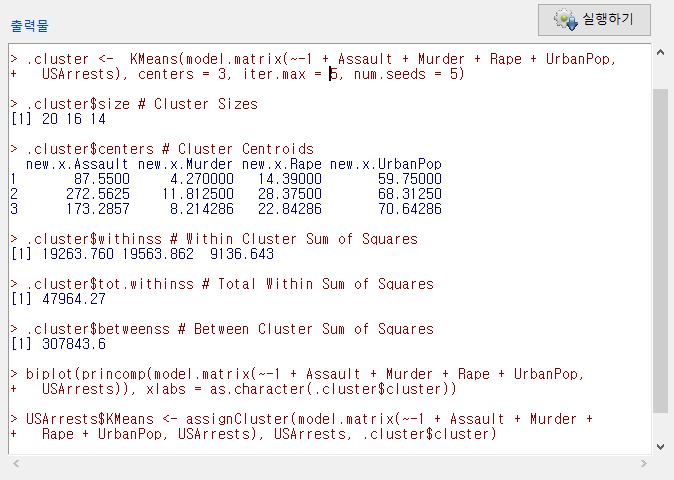 출력물
실행하기
> .cluster <-  KMeans(model.matrix(~-1 + Assault + Murder + Rape + UrbanPop,
+   USArrests), centers = 3, iter.max = 5, num.seeds = 5)
> .cluster$size # Cluster Sizes
[1] 20 16 14
> .cluster$centers # Cluster Centroids
  new.x.Assault new.x.Murder new.x.Rape new.x.UrbanPop
1       87.5500     4.270000   14.39000       59.75000
2      272.5625    11.812500   28.37500       68.31250
3      173.2857     8.214286   22.84286       70.64286
> .cluster$withinss # Within Cluster Sum of Squares
[1] 19263.760 19563.862  9136.643
> .cluster$tot.withinss # Total Within Sum of Squares
[1] 47964.27
> .cluster$betweenss # Between Cluster Sum of Squares
[1] 307843.6
> biplot(princomp(model.matrix(~-1 + Assault + Murder + Rape + UrbanPop,
+   USArrests)), xlabs = as.character(.cluster$cluster))
> USArrests$KMeans <- assignCluster(model.matrix(~-1 + Assault + Murder +
+   Rape + UrbanPop, USArrests), USArrests, .cluster$cluster)